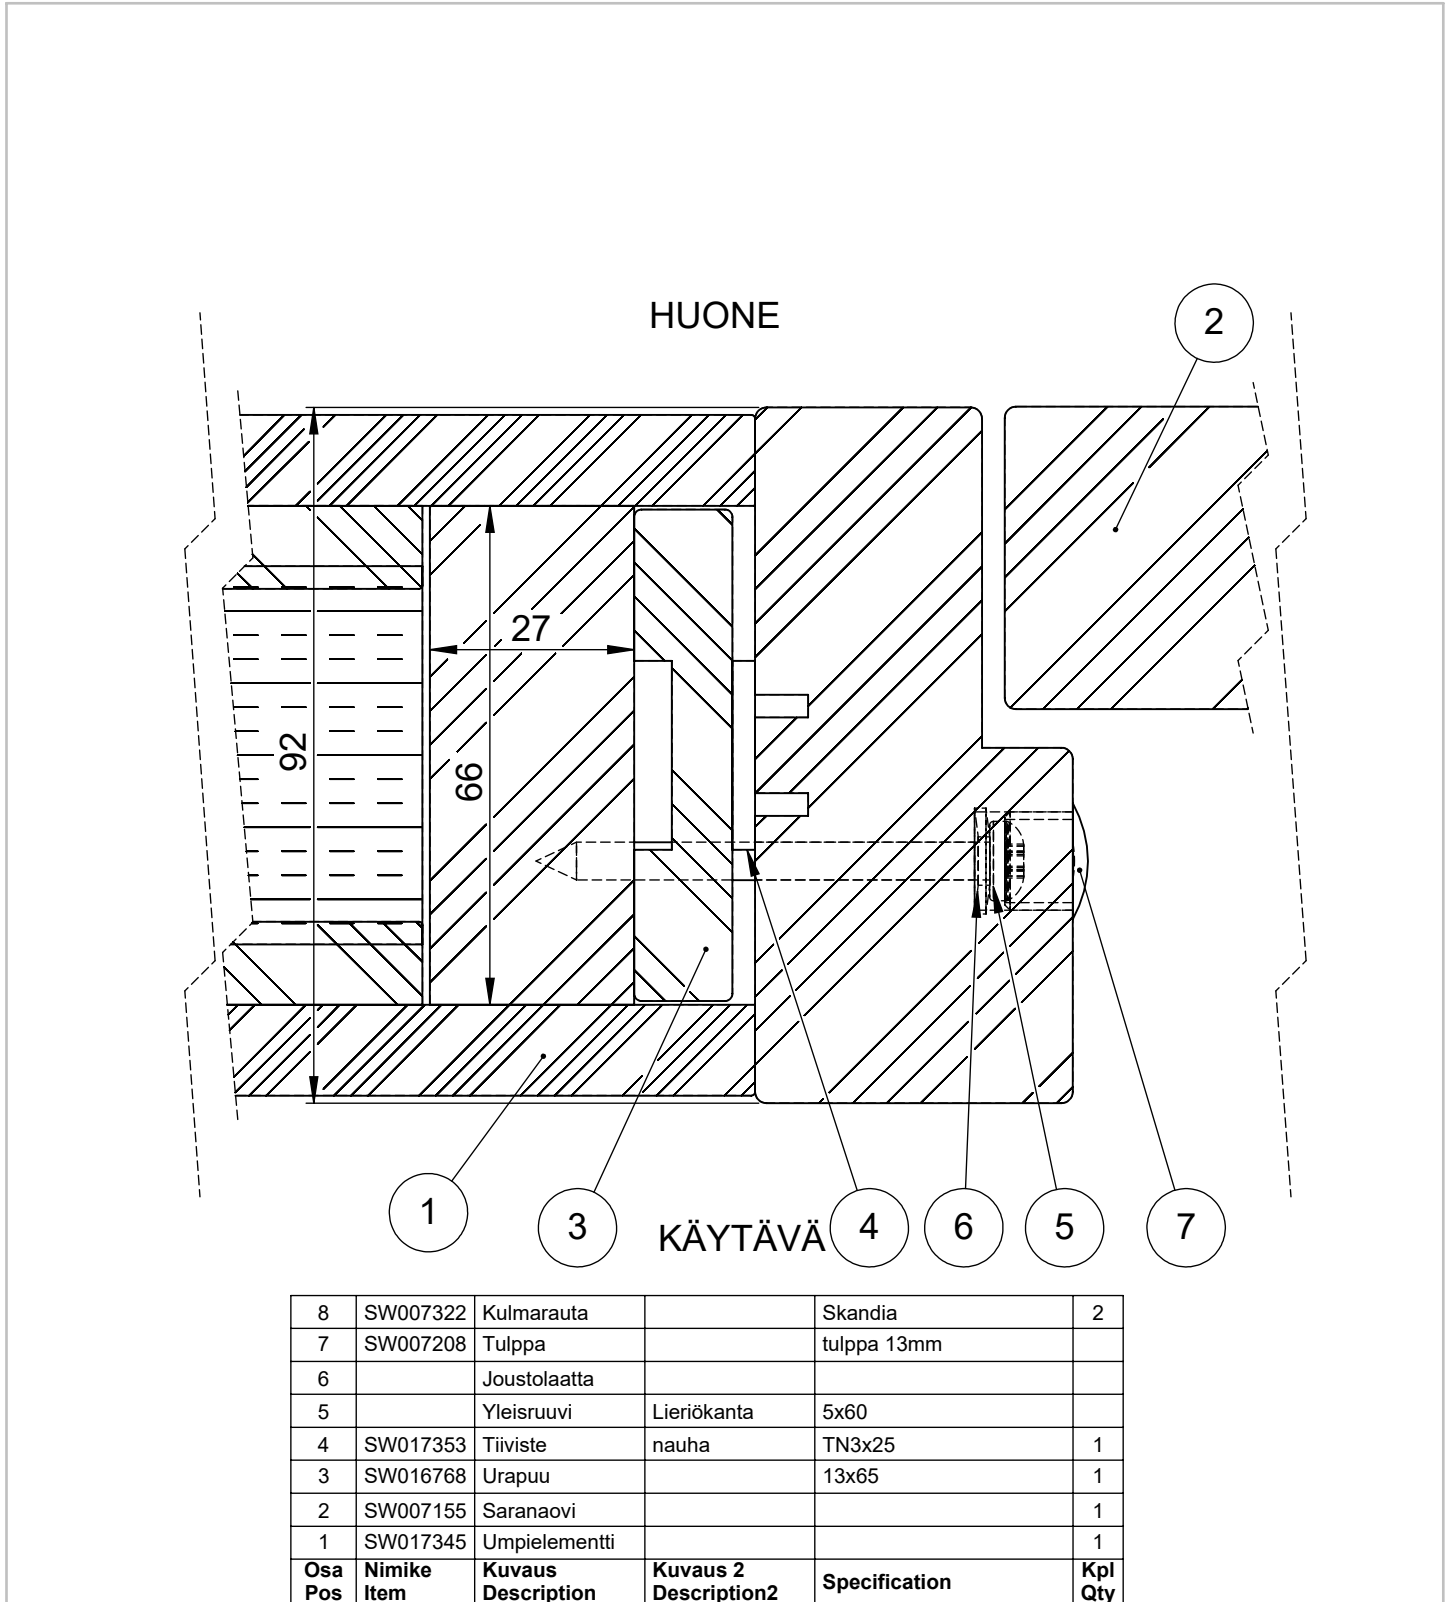 HUONE
2
27
92
66
1
3
KÄYTÄVÄ
4
6
5
7
8 SW007322 Kulmarauta Skandia 2
7 SW007208 Tulppa tulppa 13mm
6 Joustolaatta
5 Yleisruuvi Lieriökanta 5x60
4 SW017353 Tiiviste nauha TN3x25 1
3 SW016768 Urapuu 13x65 1
2 SW007155 Saranaovi 1
1 SW017345 Umpielementti 1
Osa Nimike Kuvaus Kuvaus 2 Specification Kpl
Pos Item Description Description2 Qty